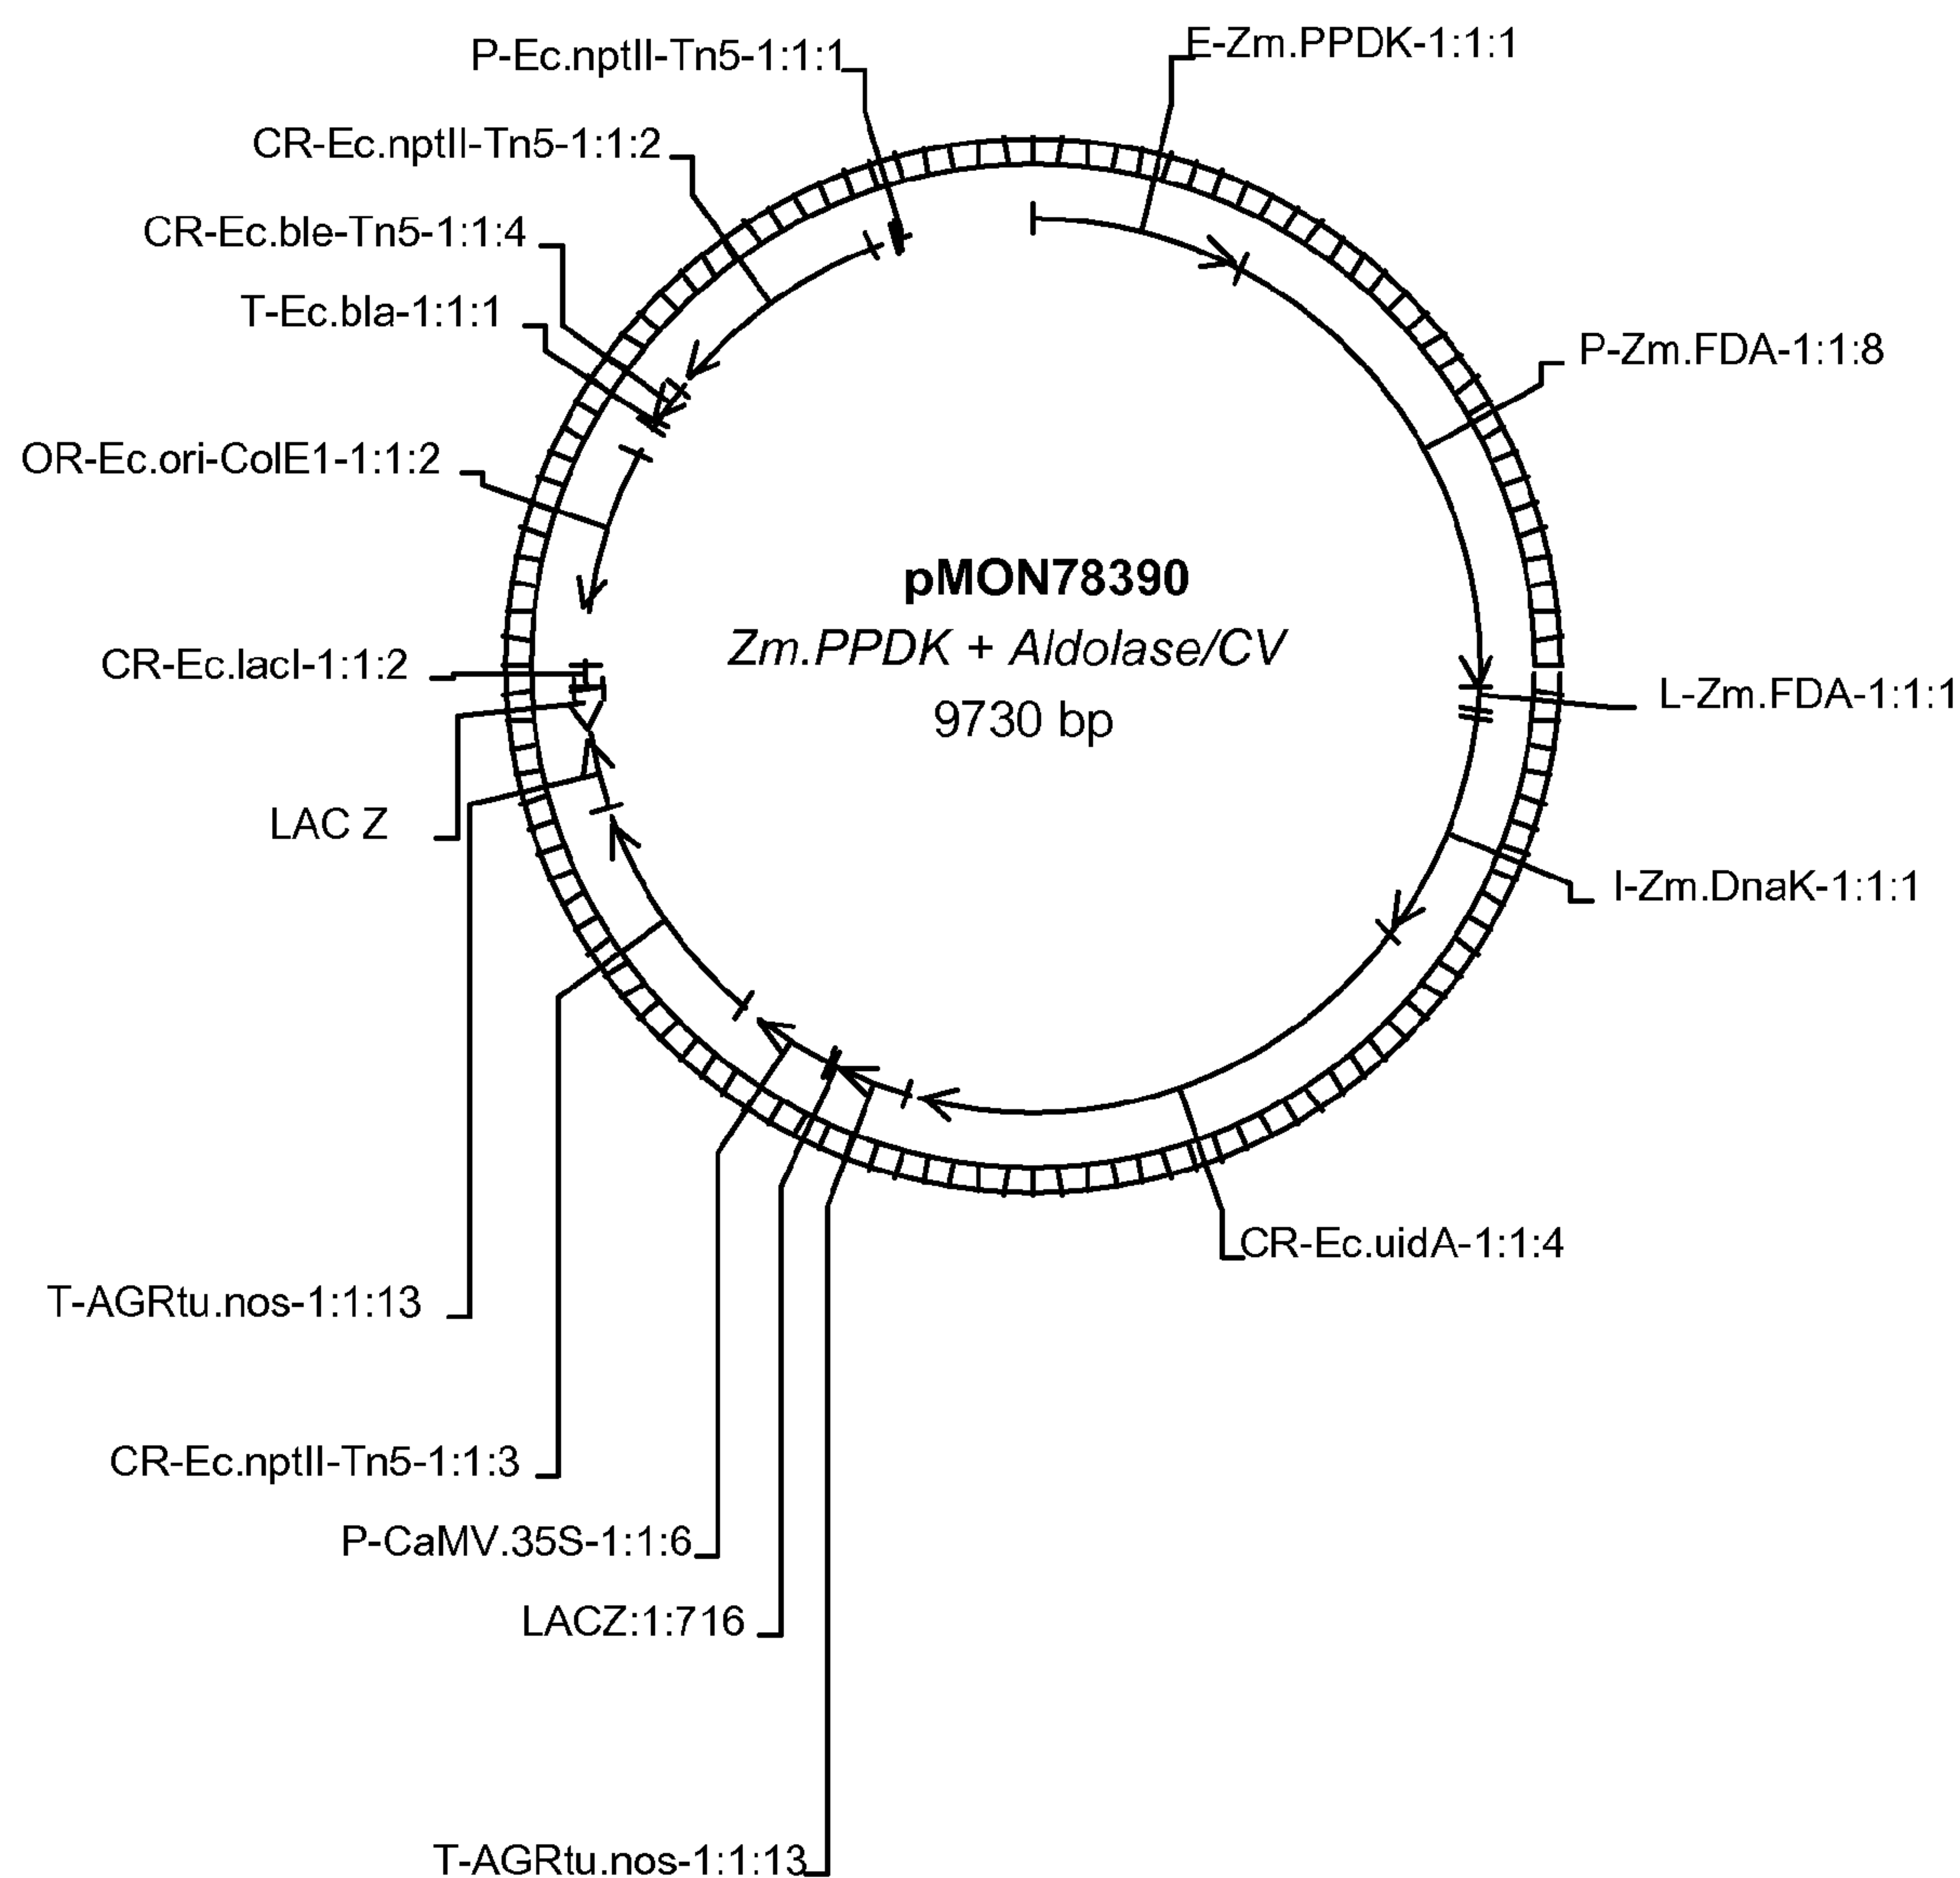 P-Ec.nptII-Tn5-1:1:1
E-Zm.PPDK-1:1:1
CR-Ec.nptII-Tn5-1:1:2
CR-Ec.ble-Tn5-1:1:4
T-Ec.bla-1:1:1
P-Zm.FDA-1:1:8
OR-Ec.ori-ColE1-1:1:2
pMON78390
Zm.PPDK + Aldolase/CV
9730 bp
CR-Ec.lacI-1:1:2
L-Zm.FDA-1:1:1
LAC Z
I-Zm.DnaK-1:1:1
CR-Ec.uidA-1:1:4
T-AGRtu.nos-1:1:13
CR-Ec.nptII-Tn5-1:1:3
P-CaMV.35S-1:1:6
LACZ:1:716
T-AGRtu.nos-1:1:13